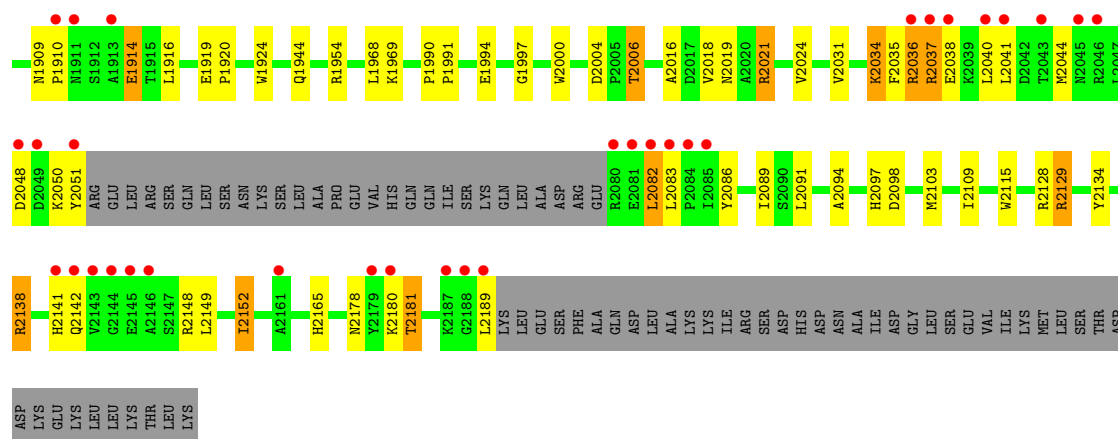 N1909 P1910 N1911 S1912 A1913 E1914 T1915 L1916 E1919 P1920 W1924 Q1944 R1954 L1968 K1969 P1990 P1991 E1994 G1997 W2000 D2004 P2005 T2006 A2016 D2017 V2018 N2019 A2020 R2021 V2024 V2031 K2034 F2035 R2036 R2037 E2038 K2039 L2040 L2041 D2042 T2043 M2044 N2045 R2046 L2047
D2048 D2049 K2050 Y2051 ARG GLU LEU ARG SER GLN LEU SER ASN LYS SER LEU ALA PRO GLU VAL HIS GLN GLN ILE SER LYS GLN LEU ALA ASP ARG GLU R2080 E2081 L2082 L2083 P2084 I2085 Y2086 I2089 S2090 L2091 A2094 H2097 D2098 M2103 I2109 W2115 R2128 R2129 Y2134
R2138 H2141 Q2142 V2143 G2144 E2145 A2146 S2147 R2148 L2149 I2152 A2161 H2165 N2178 Y2179 K2180 T2181 K2187 G2188 L2189 LYS LEU GLU SER PHE ALA GLN ASP LEU ALA LYS LYS ILE ARG SER ASP HIS ASP ASN ALA ILE ASP GLY LEU SER GLU VAL ILE LYS MET LEU SER THR ASP
ASP LYS GLU LYS LEU LEU LYS THR LEU LYS